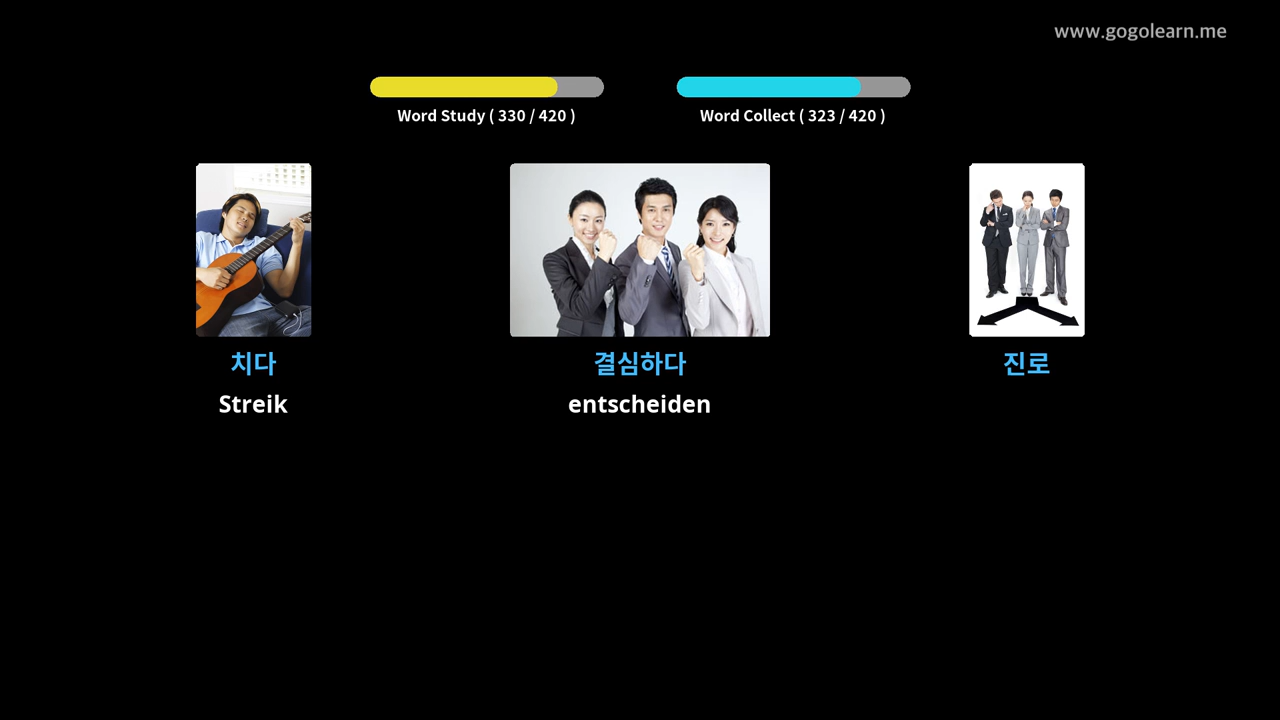 www.gogolearn.me
Word Study ( 330 / 420 )
Word Collect ( 323 / 420 )
치다
결심하다
진로
Streik
entscheiden